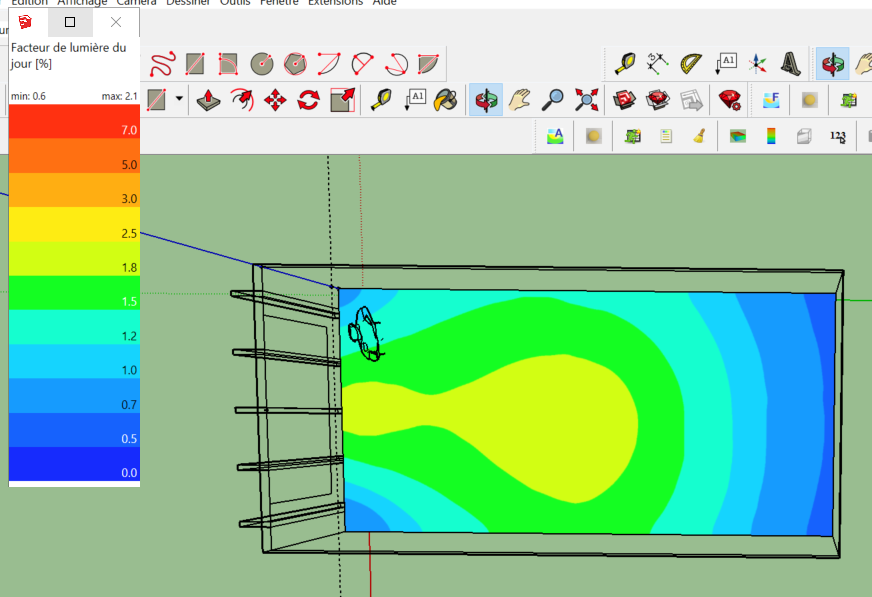 Edition Affichage Caméra Dessiner Outils Fenêtre Extensions Aide
Facteur de lumière du
jour [%]
min: 0.6 max: 2.1
7.0
5.0
3.0
2.5
1.8
1.5
1.2
1.0
0.7
0.5
0.0
A1
A1
F
A
123